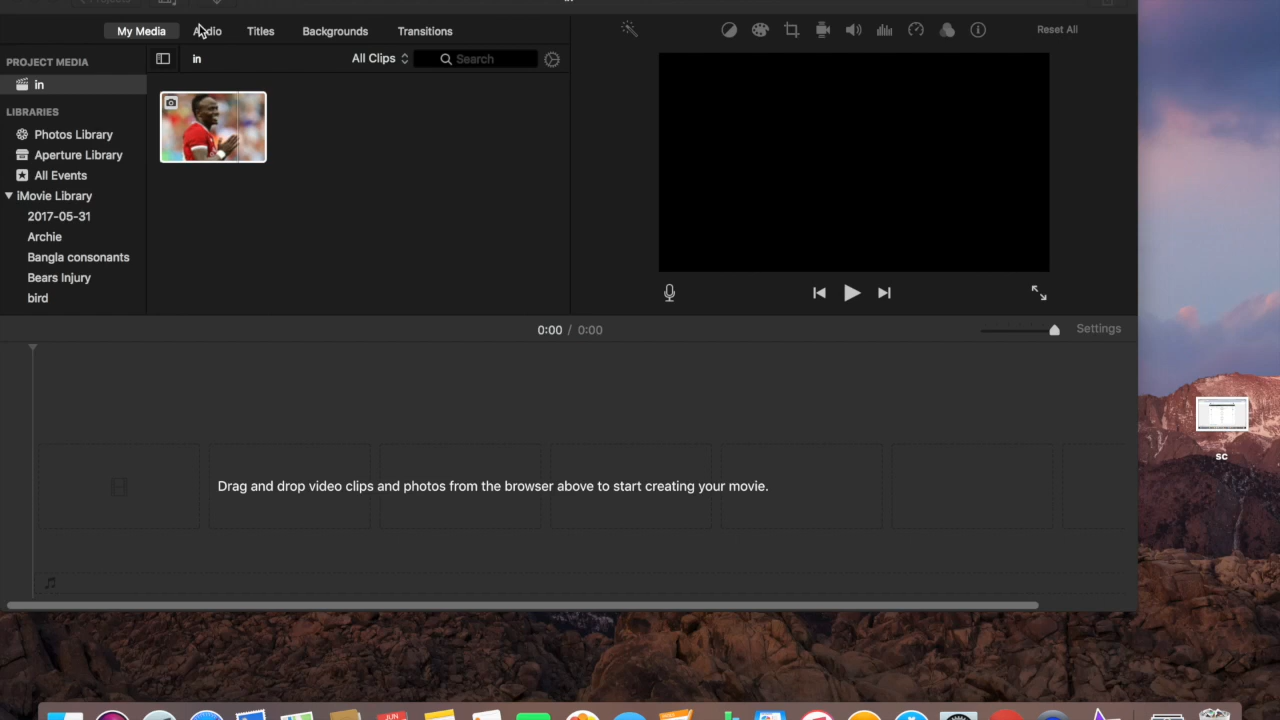 My Media Audio Titles Backgrounds Transitions Reset All
PROJECT MEDIA in All Clips Search
in
LIBRARIES
Photos Library
Aperture Library
All Events
iMovie Library
2017-05-31
Archie
Bangla consonants
Bears Injury
bird
0:00 / 0:00 Settings
Drag and drop video clips and photos from the browser above to start creating your movie.
sc
JUN